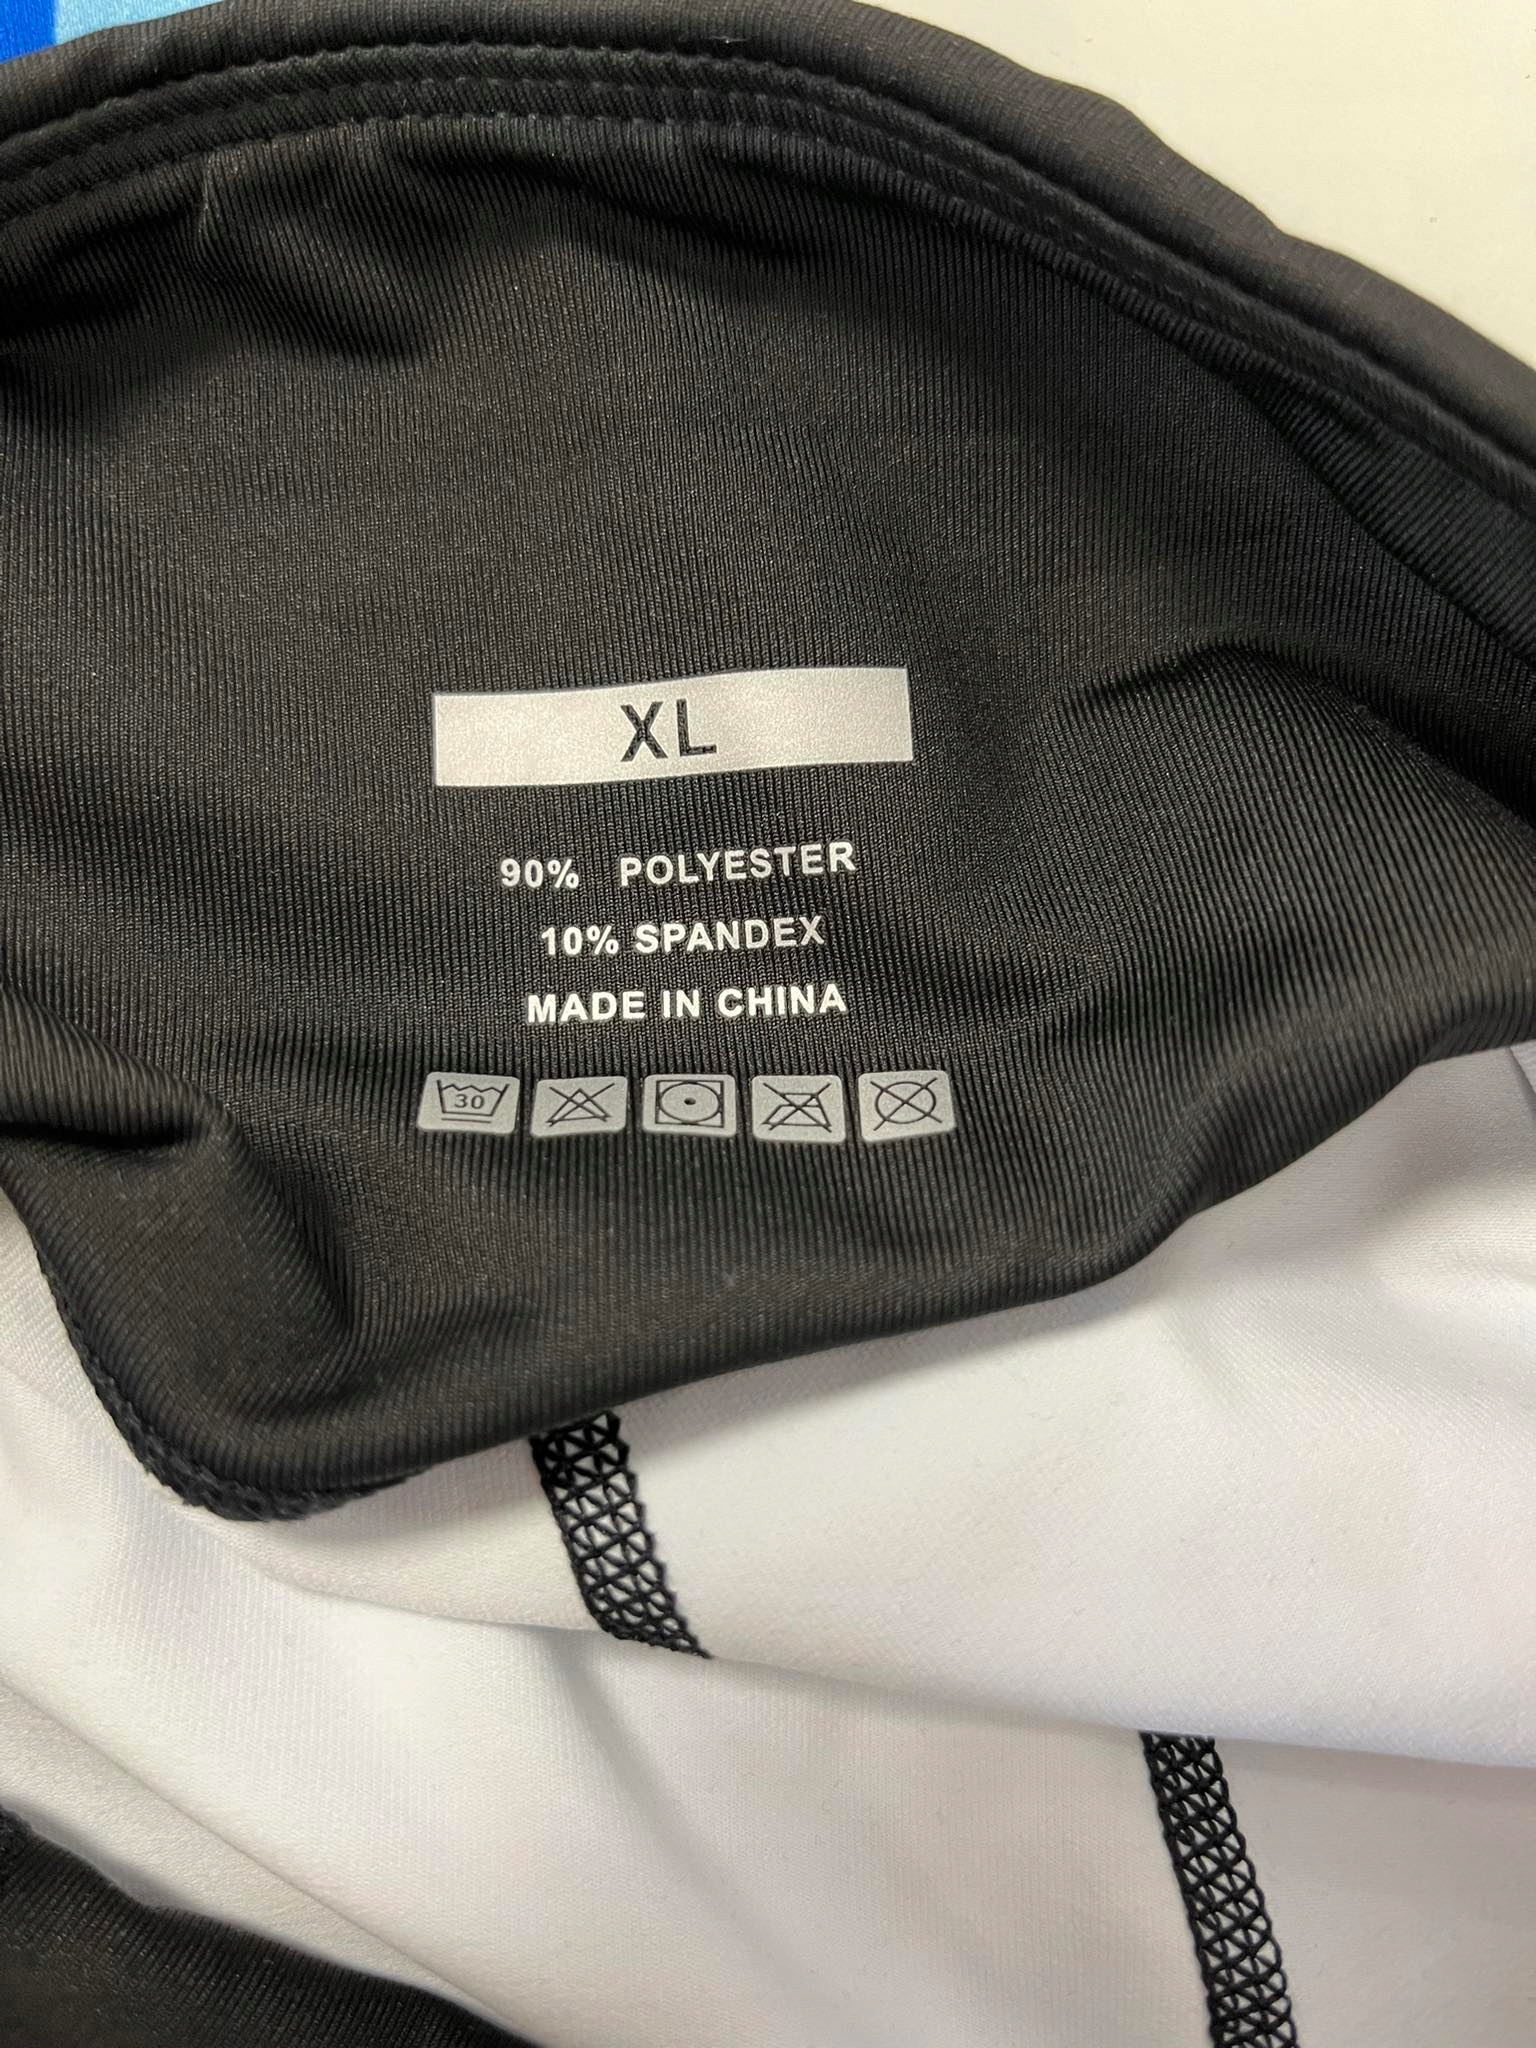 XL
90% POLYESTER
10% SPANDEX
MADE IN CHINA
30